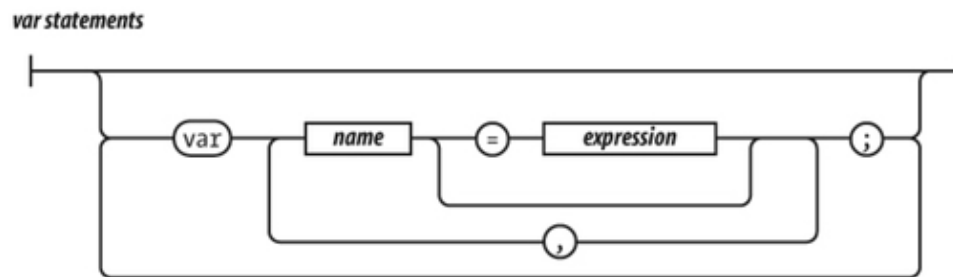 var statements
var name = expression ;
,